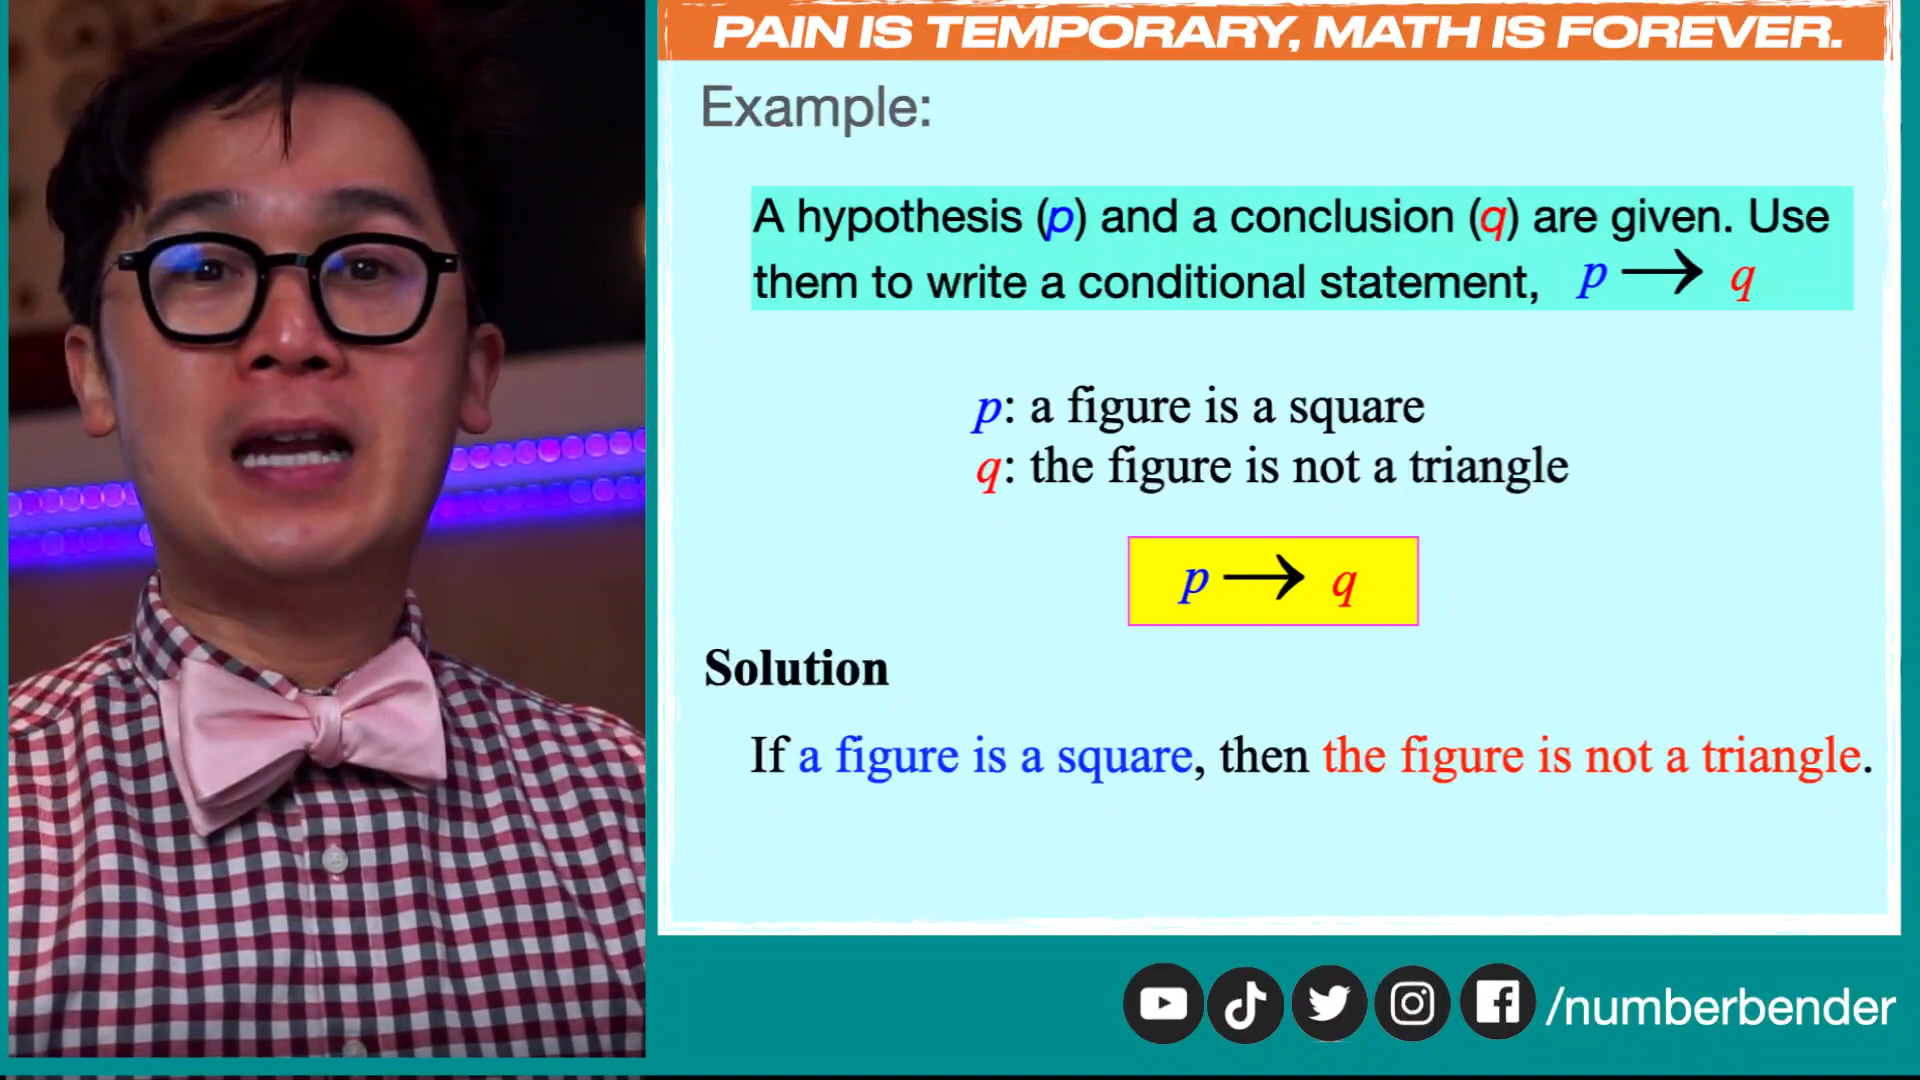 PAIN IS TEMPORARY, MATH IS FOREVER.
Example:
A hypothesis (p) and a conclusion (q) are given. Use
them to write a conditional statement, p → q
p: a figure is a square
q: the figure is not a triangle
p → q
Solution
If a figure is a square, then the figure is not a triangle.
/numberbender